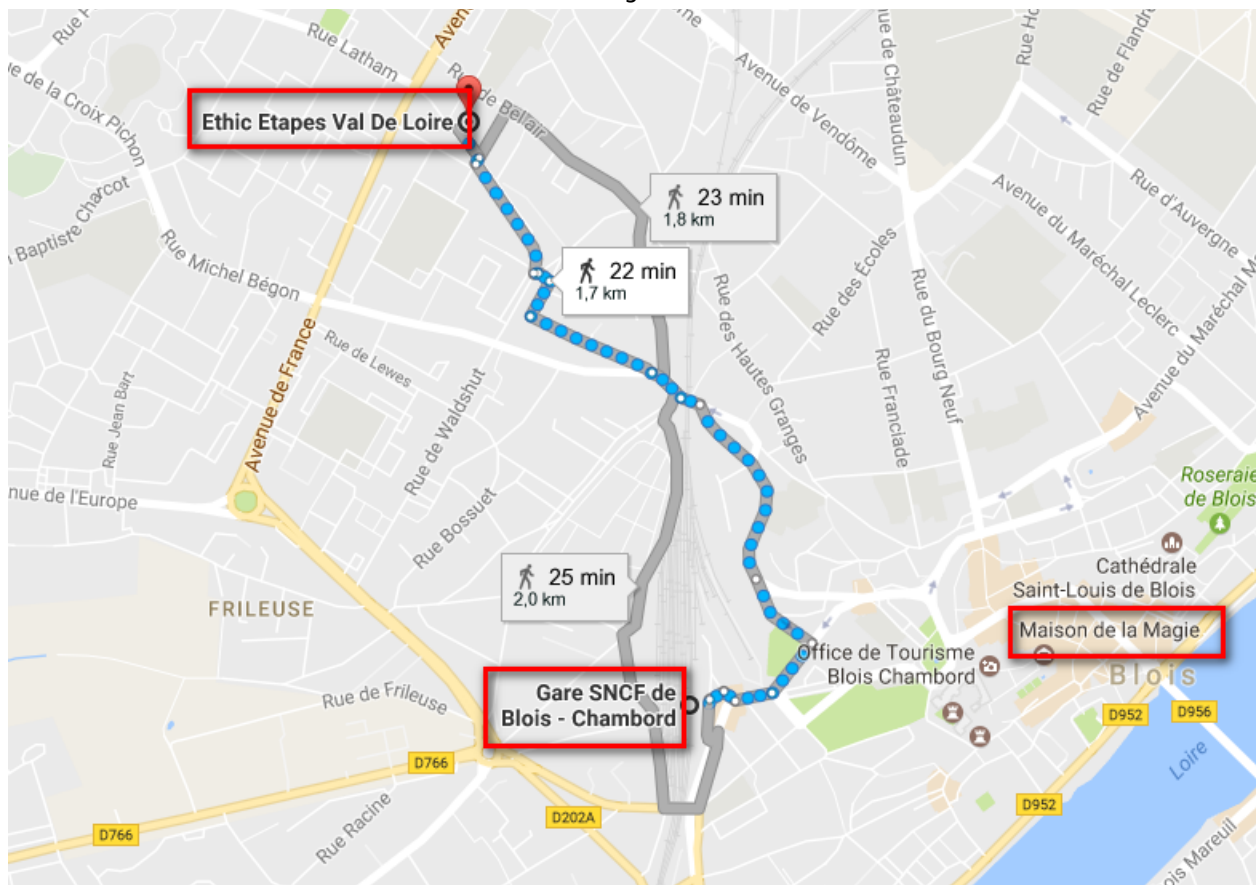 Rue Latham
Rue de la Croix Pichon
Ethic Etapes Val De Loire
Rue de Bel air
Avenue de Vendôme
Rue de Châteaudun
Rue de Flandre
Rue d'Auvergne
Avenue du Maréchal Leclerc
Avenue du Maréchal
Baptiste Charcot
Rue Michel Bégon
23 min
1,8 km
22 min
1,7 km
Rue des Écoles
Rue des Hautes Granges
Rue du Bourg Neuf
Rue Franciade
Rue de Lewes
Rue de Waldshut
Rue Jean Bart
Avenue de France
nue de l'Europe
Rue Bossuet
Roseraie
de Blois
25 min
2,0 km
FRILEUSE
Cathédrale
Saint-Louis de Blois
Maison de la Magie
Office de Tourisme
Blois Chambord
Blois
Gare SNCF de
Blois - Chambord
Rue de Frileuse
D952
D956
Loire
D766
D766
D202A
D952
Rue Racine
is Mareuil